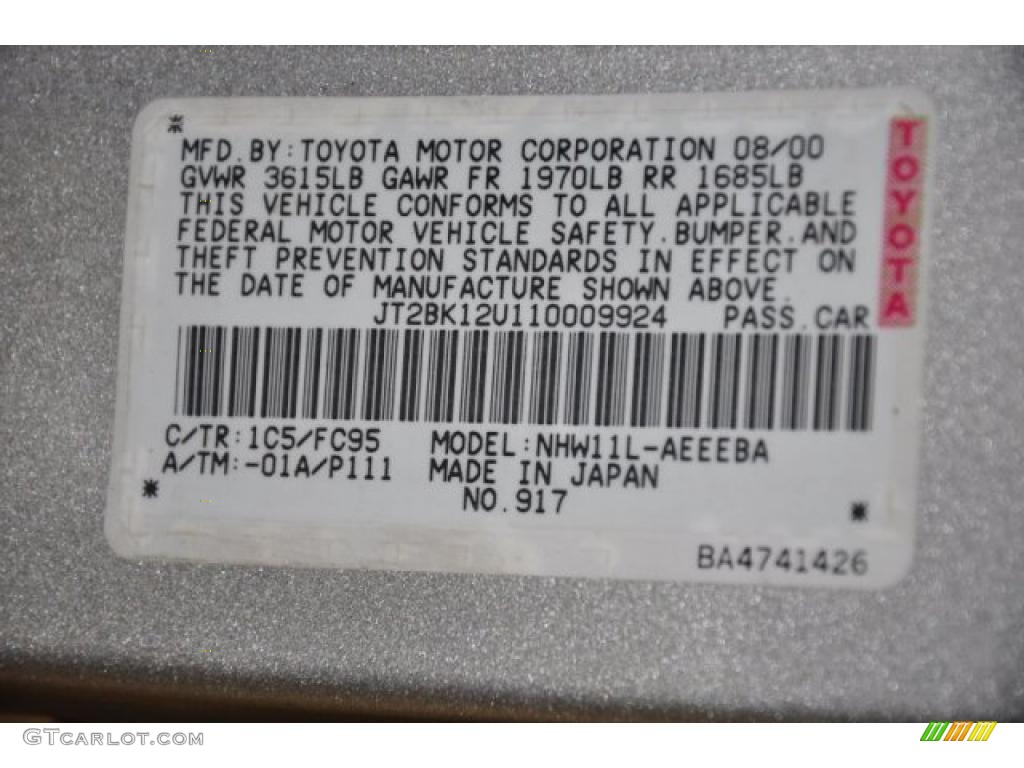 MFD. BY: TOYOTA MOTOR CORPORATION 08/00
GVWR 3615LB GAWR FR 1970LB RR 1685LB
THIS VEHICLE CONFORMS TO ALL APPLICABLE
FEDERAL MOTOR VEHICLE SAFETY.BUMPER.AND
THEFT PREVENTION STANDARDS IN EFFECT ON
THE DATE OF MANUFACTURE SHOWN ABOVE.
JT2BK12U110009924 PASS.CAR
TOYOTA
C/TR:1C5/FC95 MODEL:NHW11L-AEEEBA
A/TM:-01A/P111 MADE IN JAPAN
NO.917
BA4741426
GTCARLOT.COM